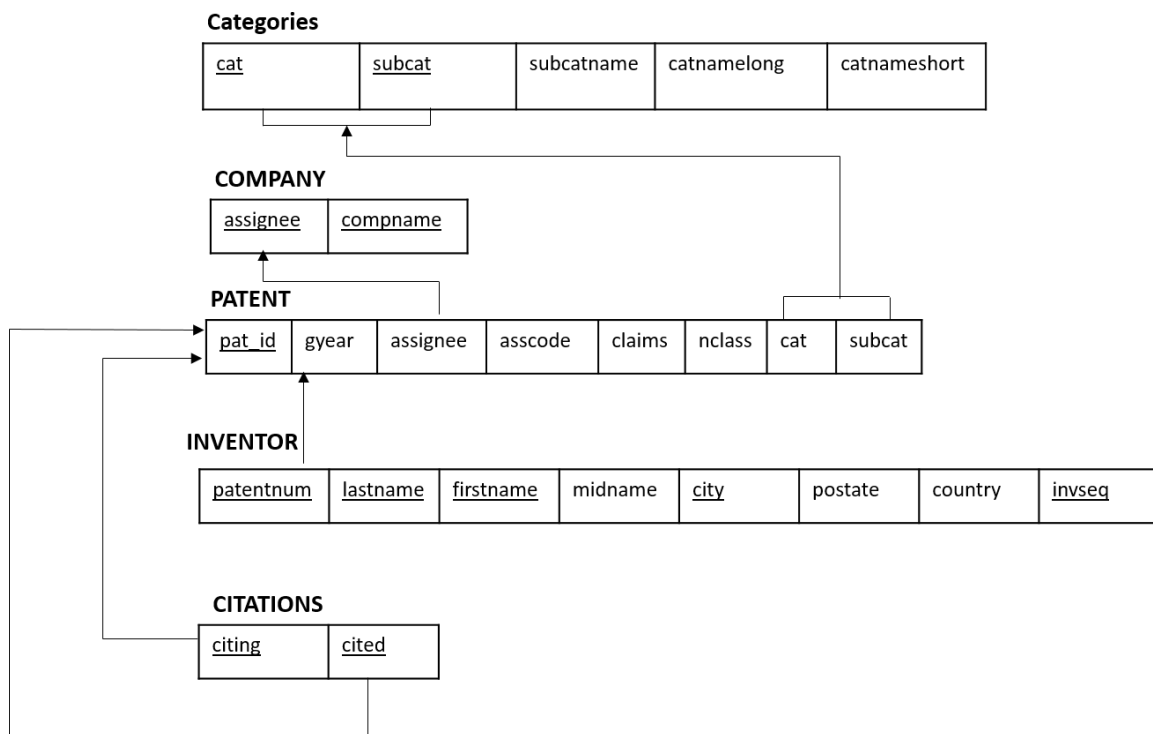 Categories
cat subcat subcatname catnamelong catnameshort
COMPANY
assignee compname
PATENT
pat_id gyear assignee asscode claims nclass cat subcat
INVENTOR
patentnum lastname firstname midname city postate country invseq
CITATIONS
citing cited